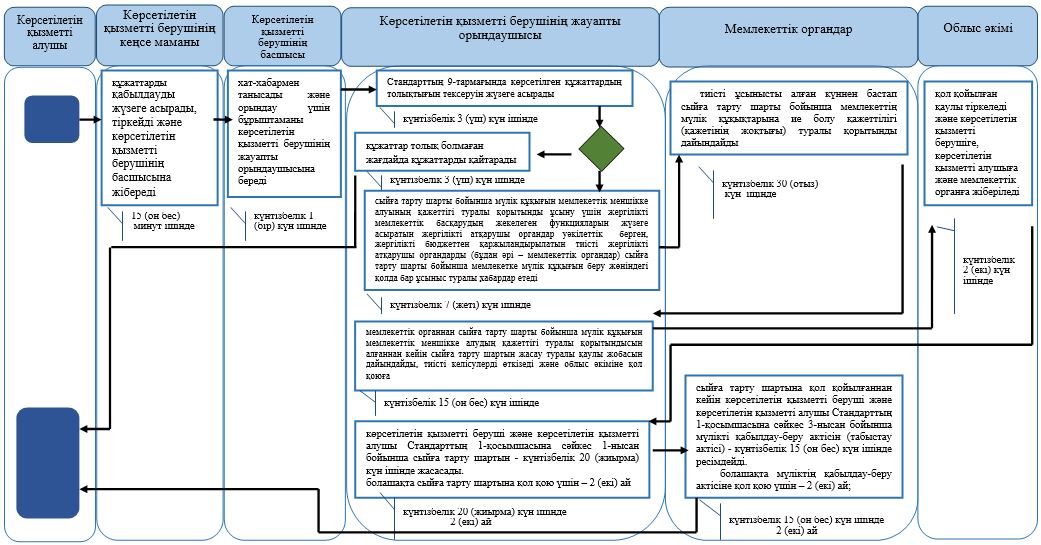 Көрсетілетін
қызметті
алушы
Көрсетілетін
қызметті берушінің
кеңсе маманы
Көрсетілетін
қызметті
берушінің
басшысы
Көрсетілетін қызметті берушінің жауапты
орындаушысы
Мемлекеттік органдар
Облыс әкімі
құжаттарды
қабылдауды
жүзеге асырады,
тіркейді және
көрсетілетін
қызметті
берушінің
басшысына
жібереді
15 (он бес)
минут ішінде
хат-хабармен
танысады және
орындау үшін
бұрыштаманы
көрсетілетін
қызметті берушінің
жауапты
орындаушысына
береді
күнтізбелік 1
(бір) күн ішінде
Стандарттың 9-тармағында көрсетілген құжаттардың
толықтығын тексеруін жүзеге асырады
күнтізбелік 3 (үш) күн ішінде
құжаттар толық болмаған
жағдайда құжаттарды қайтарады
күнтізбелік 3 (үш) күн ішінде
сыйға тарту шарты бойынша мүлік құқығын мемлекеттік меншікке
алуының қажеттігі туралы қорытынды ұсыну үшін жергілікті
мемлекеттік басқарудың жекелеген функцияларын жүзеге
асыратын жергілікті атқарушы органдар уәкілеттік берген,
жергілікті бюджеттен қаржыландырылатын тиісті жергілікті
атқарушы органдарды (бұдан әрі – мемлекеттік органдар) сыйға
тарту шарты бойынша мемлекетке мүлік құқығын беру жөніндегі
қолда бар ұсыныс туралы хабардар етеді
күнтізбелік 7 (жеті) күн ішінде
мемлекеттік органнан сыйға тарту шарты бойынша мүлік құқығын
мемлекеттік меншікке алудың қажеттігі туралы қорытындысын
алғаннан кейін сыйға тарту шартын жасау туралы қаулы жобасын
дайындайды, тиісті келісулерді өткізеді және облыс әкіміне қол
қоюға
күнтізбелік 15 (он бес) күн ішінде
көрсетілетін қызметті беруші және көрсетілетін қызметті
алушы Стандарттың 1-қосымшасына сәйкес 1-нысан
бойынша сыйға тарту шартын - күнтізбелік 20 (жиырма)
күн ішінде жасасады.
болашақта сыйға тарту шартына қол қою үшін – 2 (екі) ай
күнтізбелік 20 (жиырма) күн ішінде
2 (екі) ай
тиісті ұсынысты алған күннен бастап
сыйға тарту шарты бойынша мемлекеттің
мүлік құқықтарына ие болу қажеттілігі
(қажетінің жоқтығы) туралы қорытынды
дайындайды
күнтізбелік 30 (отыз)
күн ішінде
сыйға тарту шартына қол қойылғаннан
кейін көрсетілетін қызметті беруші және
көрсетілетін қызметті алушы Стандарттың
1-қосымшасына сәйкес 3-нысан бойынша
мүлікті қабылдау-беру актісін (табыстау
актісі) - күнтізбелік 15 (он бес) күн ішінде
ресімдейді.
болашақта мүліктің қабылдау-беру
актісіне қол қою үшін – 2 (екі) ай;
күнтізбелік 15 (он бес) күн ішінде
2 (екі) ай
қол қойылған
қаулы тіркеледі
және көрсетілетін
қызметті
берушіге,
көрсетілетін
қызметті алушыға
және мемлекеттік
органға жіберіледі
күнтізбелік
2 (екі) күн
ішінде